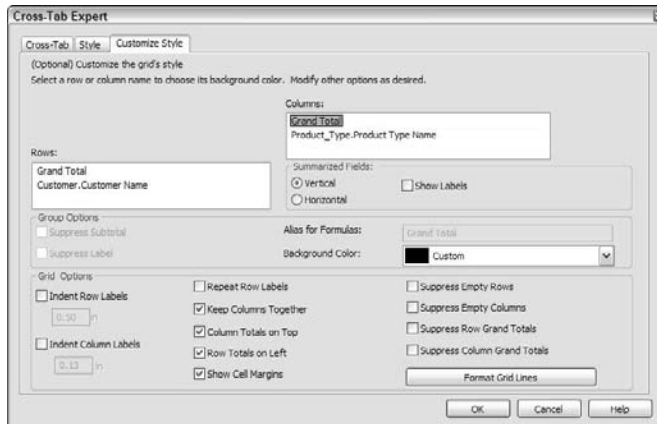 Cross-Tab Expert
Cross-Tab Style Customize Style
(Optional) Customize the grid's style
Select a row or column name to choose its background color. Modify other options as desired.
Columns:
Grand Total
Product_Type.Product Type Name
Rows:
Grand Total
Customer.Customer Name
Summarized Fields:
Vertical
Horizontal
Show Labels
Group Options
Suppress Subtotal
Suppress Label
Alias for Formulas:
Grand Total
Background Color:
Custom
Grid Options
Indent Row Labels
0.50 in
Indent Column Labels
0.13 in
Repeat Row Labels
Keep Columns Together
Column Totals on Top
Row Totals on Left
Show Cell Margins
Suppress Empty Rows
Suppress Empty Columns
Suppress Row Grand Totals
Suppress Column Grand Totals
Format Grid Lines
OK Cancel Help